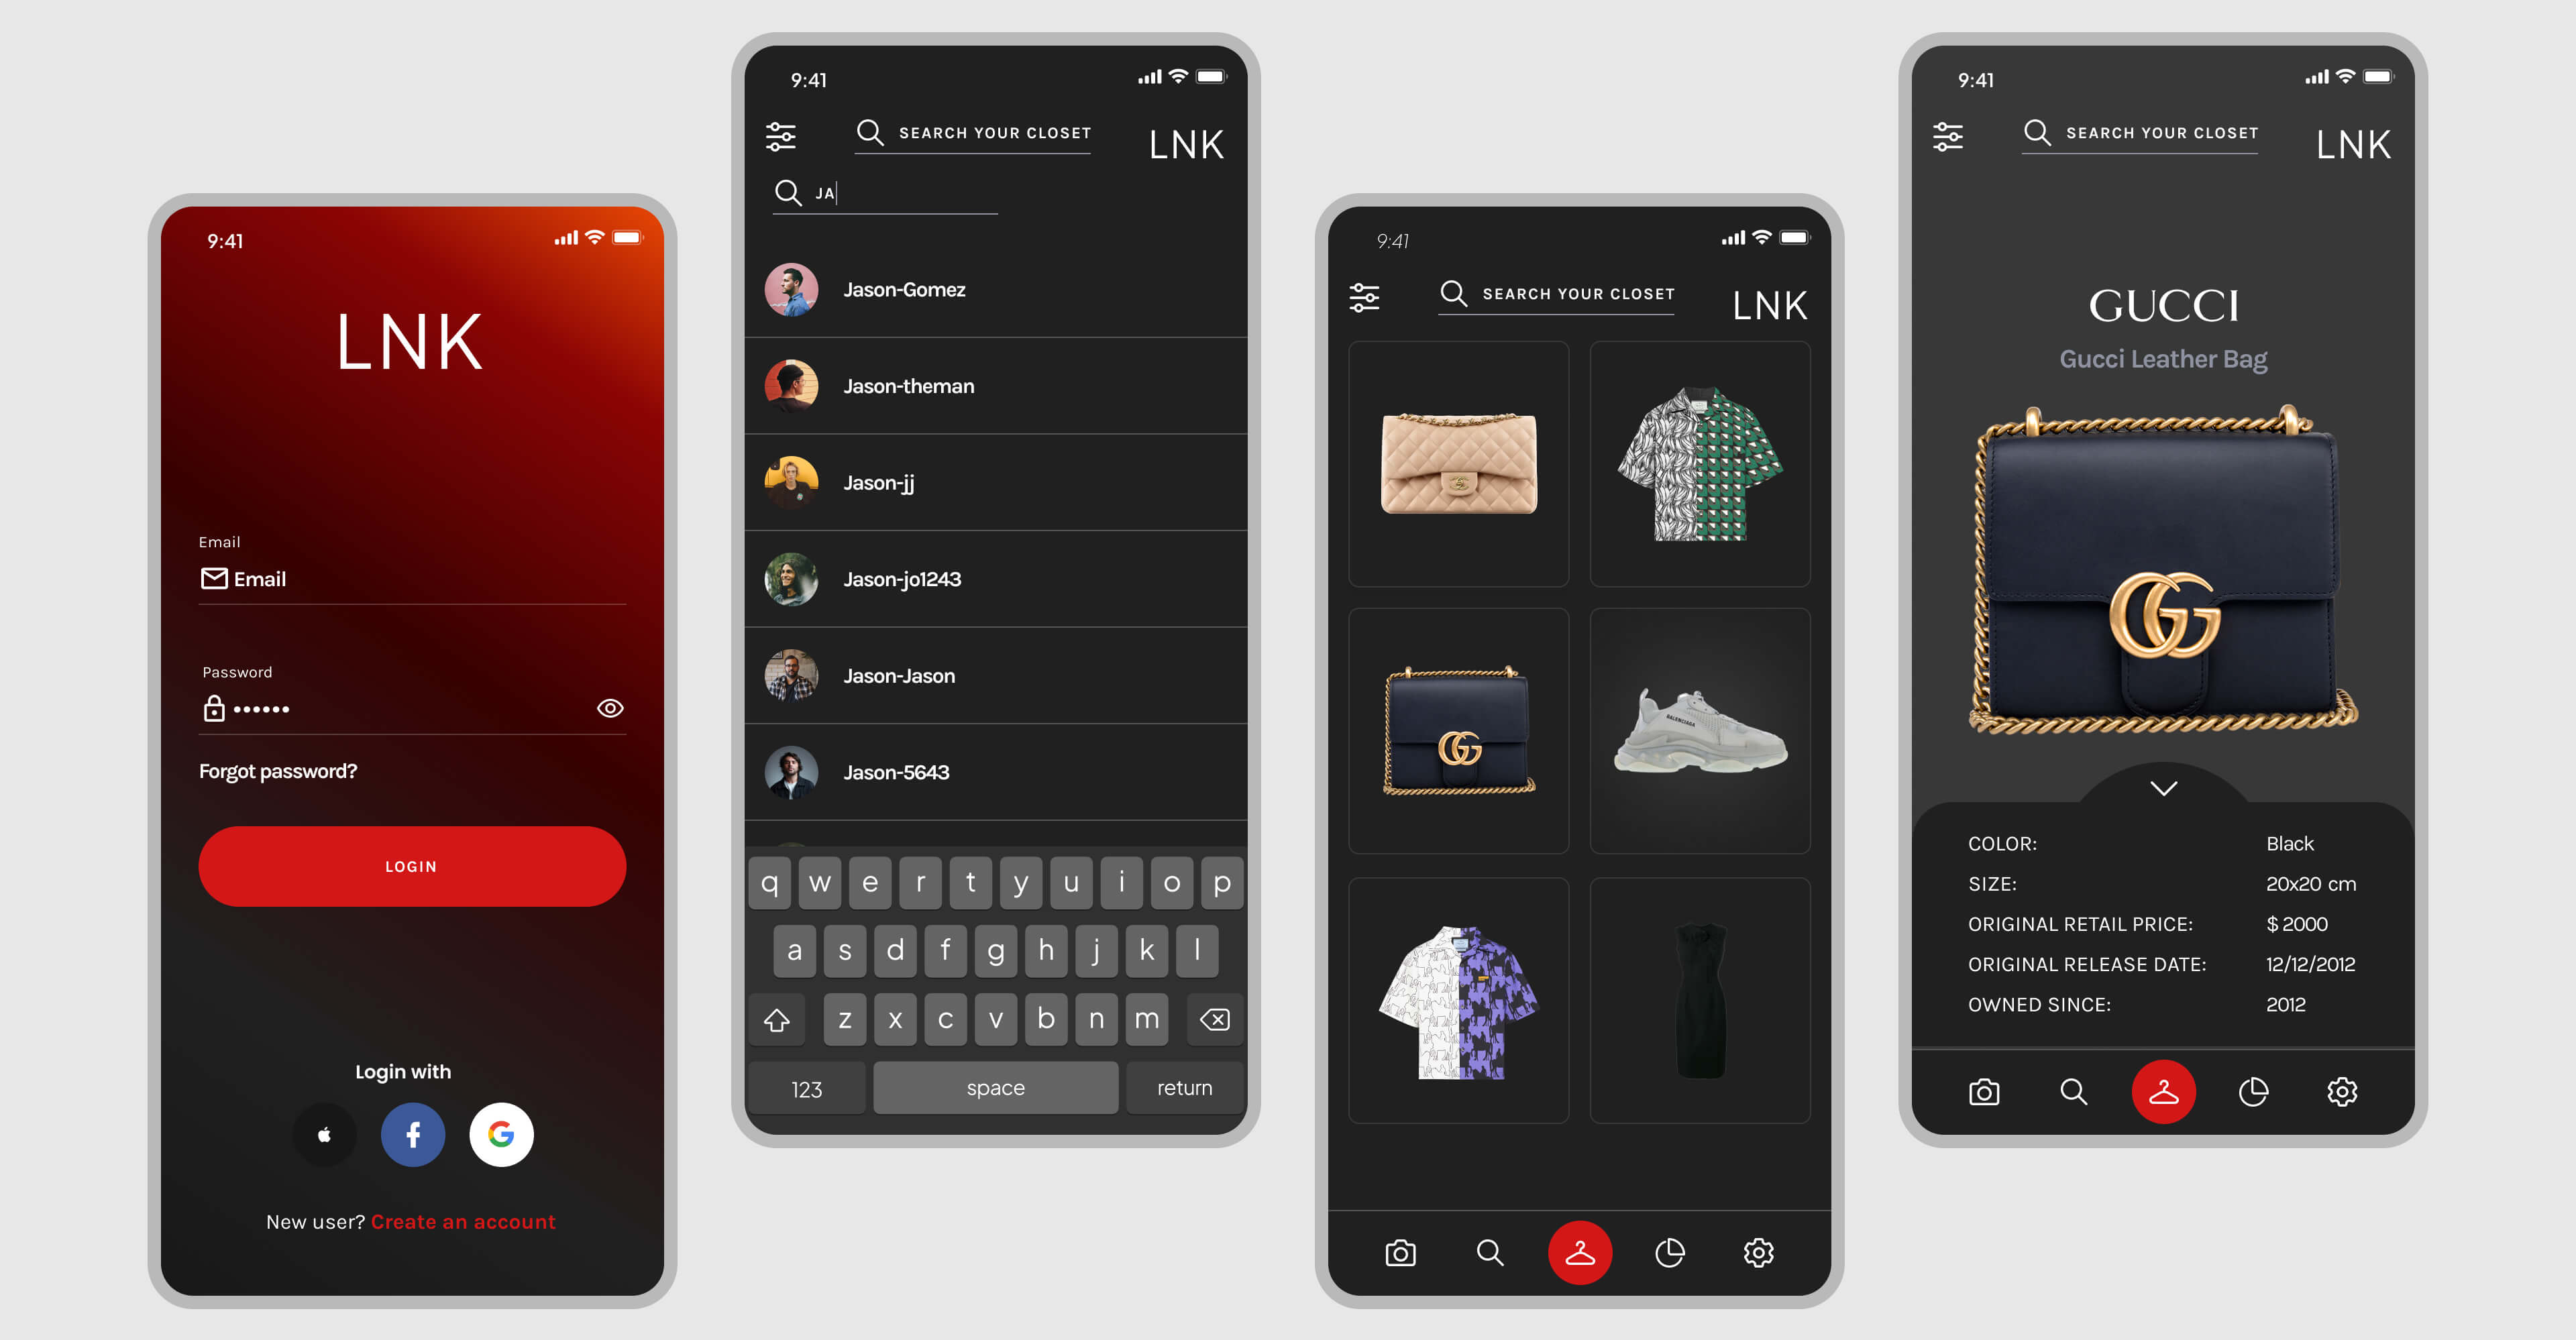 9:41
LNK
Email
Email
Password
••••••
Forgot password?
LOGIN
Login with
New user? Create an account
9:41
SEARCH YOUR CLOSET
LNK
JA
Jason-Gomez
Jason-theman
Jason-jj
Jason-jo1243
Jason-Jason
Jason-5643
q w e r t y u i o p
a s d f g h j k l
z x c v b n m
123 space return
9:41
SEARCH YOUR CLOSET
LNK
BALENCIAGA
9:41
SEARCH YOUR CLOSET
LNK
GUCCI
Gucci Leather Bag
COLOR: Black
SIZE: 20x20 cm
ORIGINAL RETAIL PRICE: $ 2000
ORIGINAL RELEASE DATE: 12/12/2012
OWNED SINCE: 2012